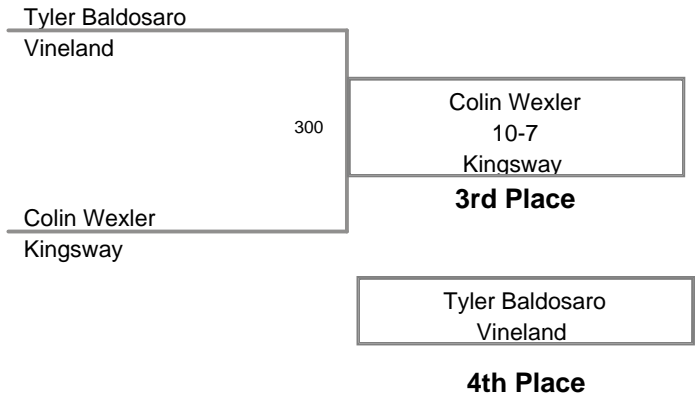 Tyler Baldosaro
Vineland
300
Colin Wexler
10-7
Kingsway
3rd Place
Colin Wexler
Kingsway
Tyler Baldosaro
Vineland
4th Place